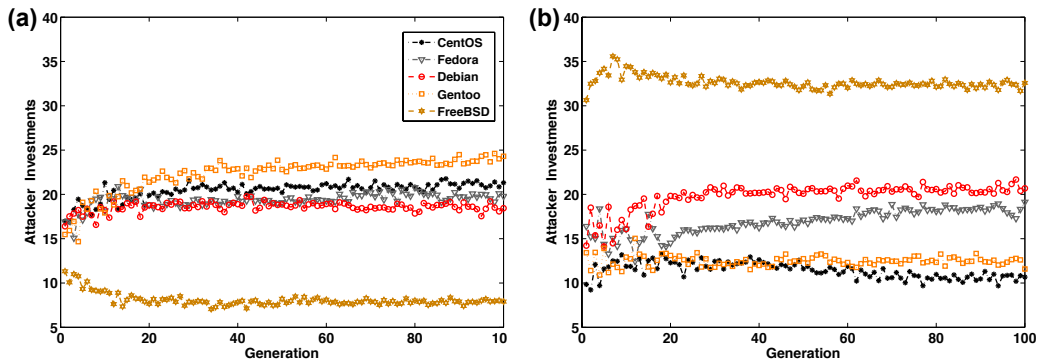 (a)
40
35
30
25
20
15
10
5
0 20 40 60 80 100
Attacker Investments
Generation
CentOS
Fedora
Debian
Gentoo
FreeBSD
(b)
40
35
30
25
20
15
10
5
0 20 40 60 80 100
Attacker Investments
Generation